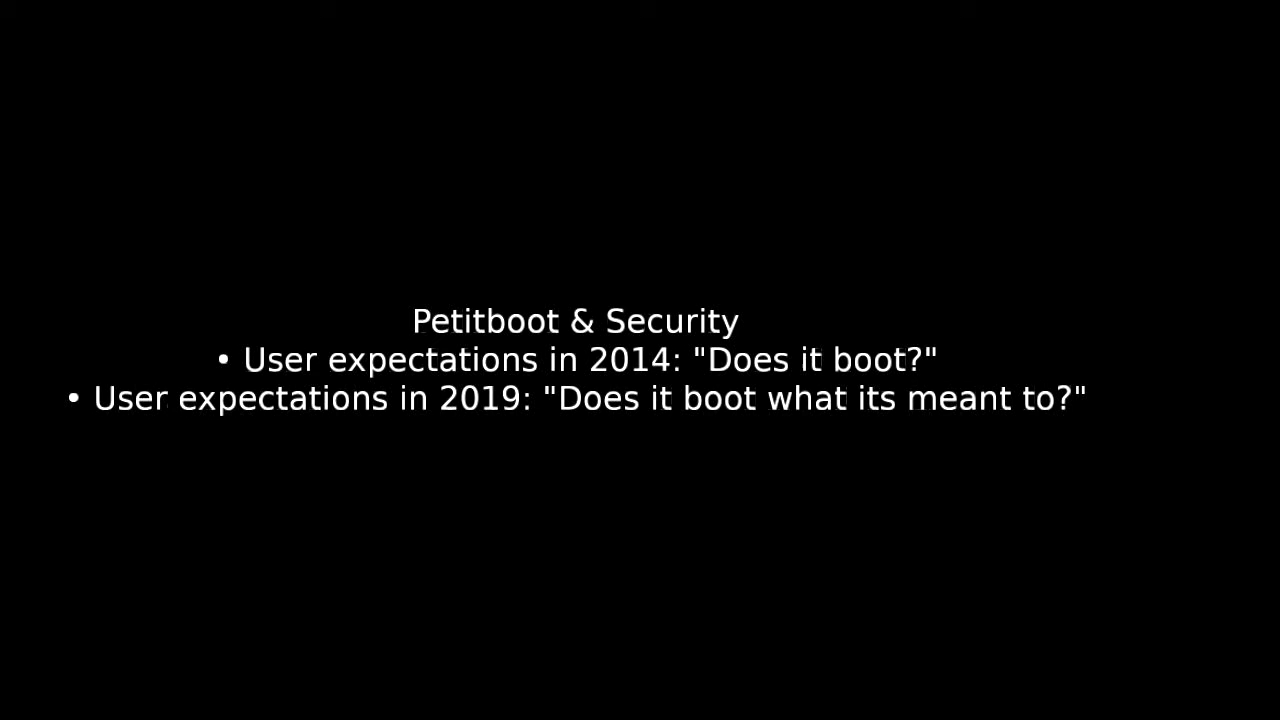 Petitboot & Security
• User expectations in 2014: "Does it boot?"
• User expectations in 2019: "Does it boot what its meant to?"